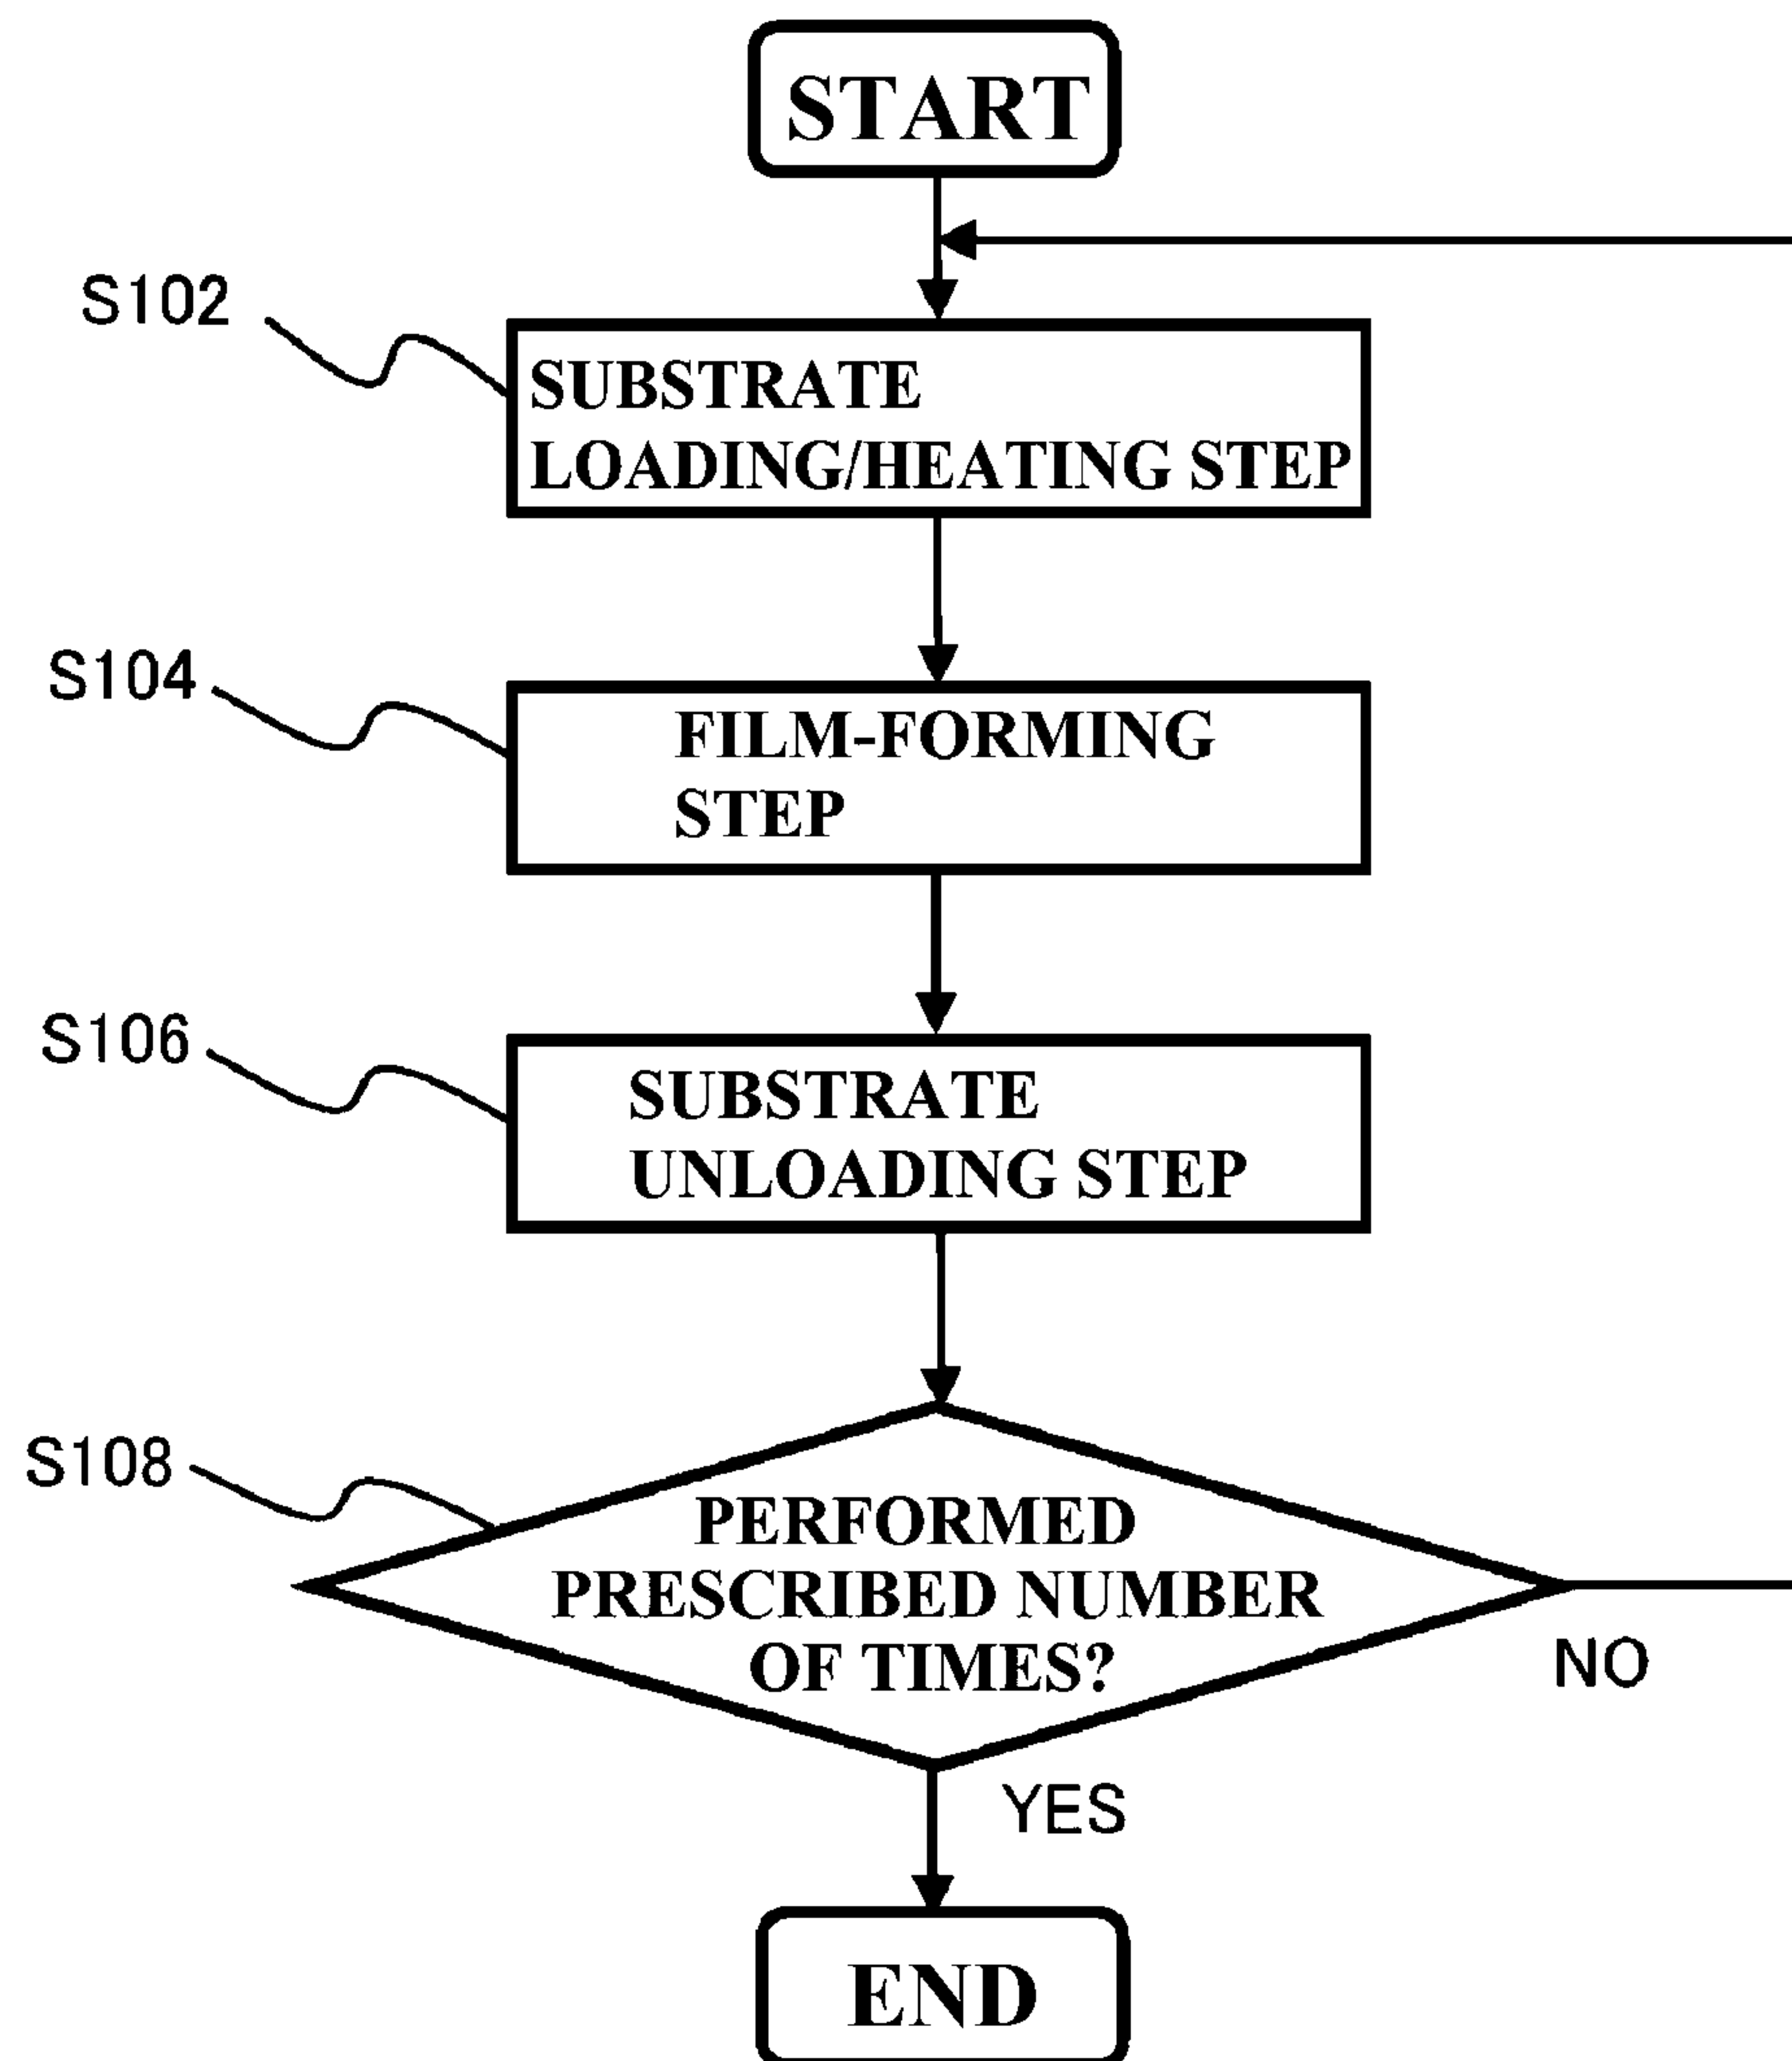 START
S102
SUBSTRATE
LOADING/HEATING STEP
S104
FILM-FORMING
STEP
S106
SUBSTRATE
UNLOADING STEP
S108
PERFORMED
PRESCRIBED NUMBER
OF TIMES?
NO
YES
END